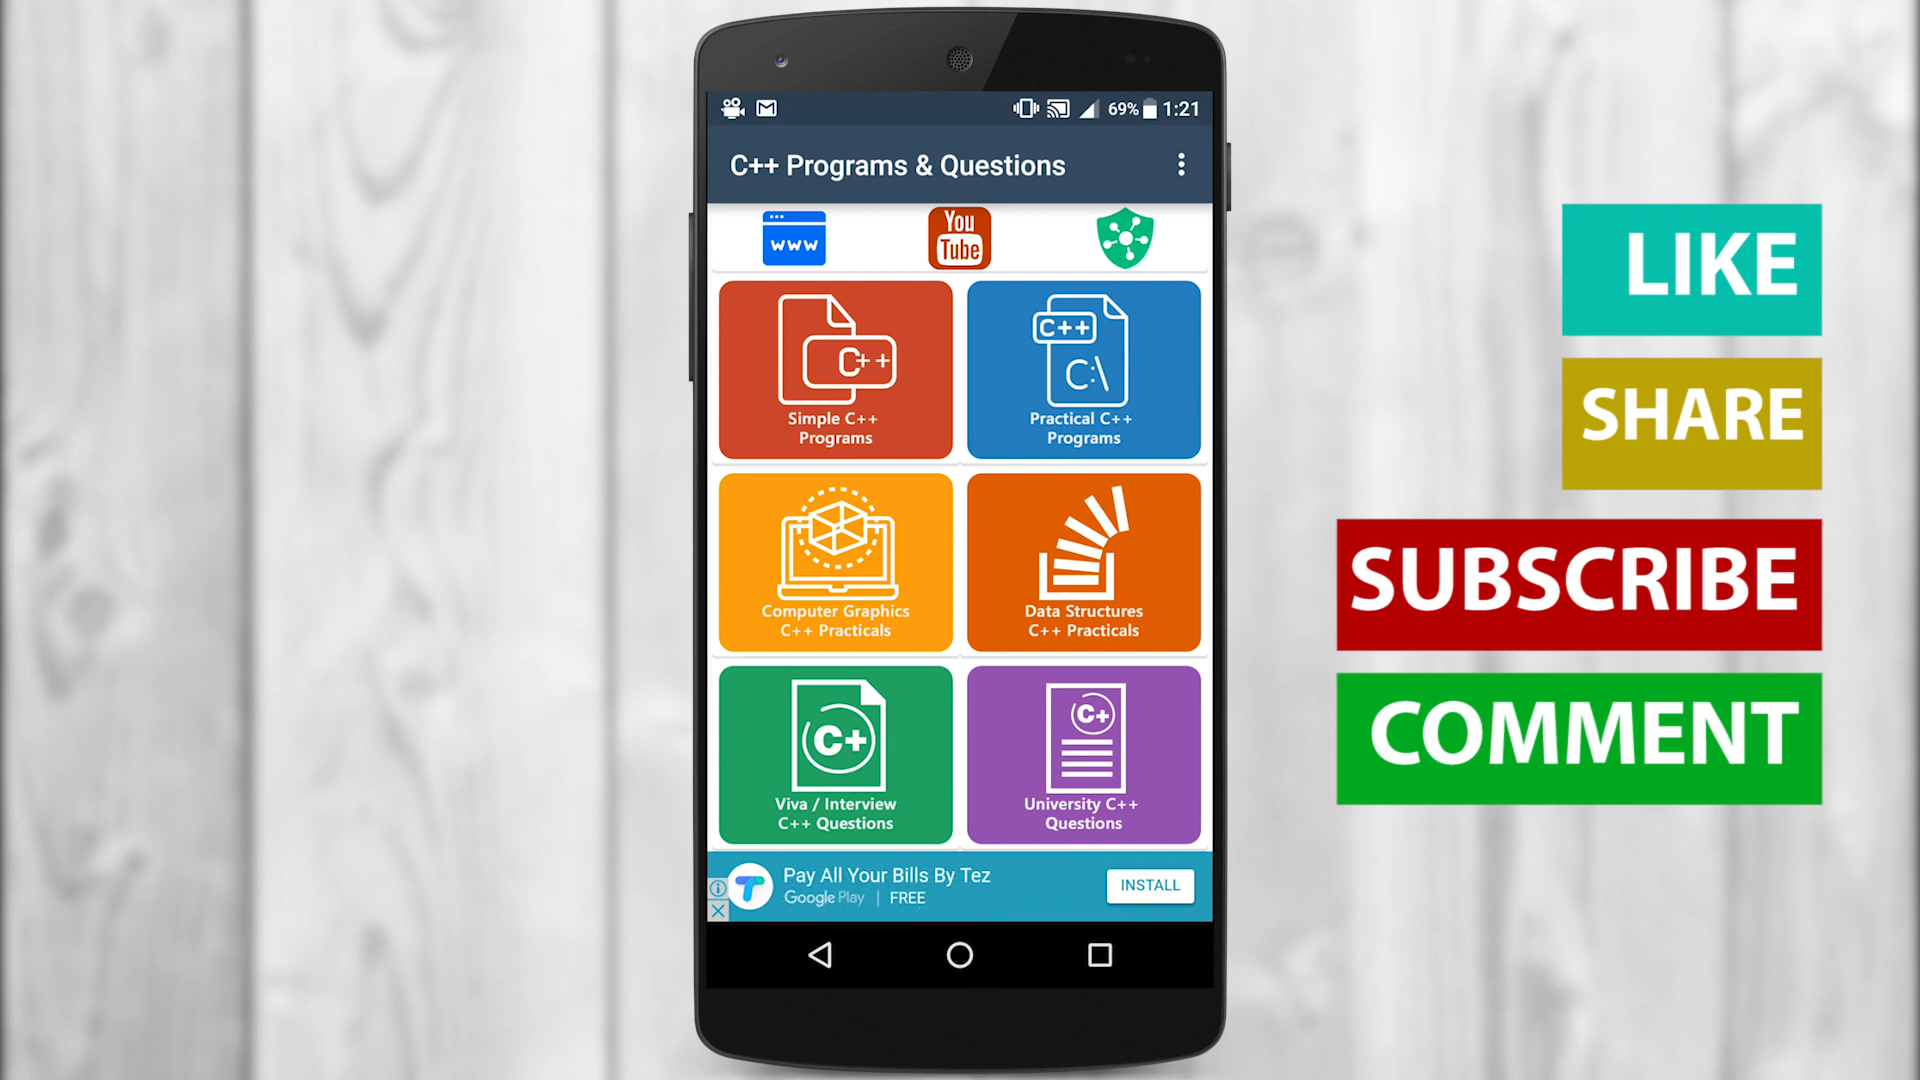 69% 1:21
C++ Programs & Questions
www
You
Tube
C++
Simple C++
Programs
C++
C:\
Practical C++
Programs
Computer Graphics
C++ Practicals
Data Structures
C++ Practicals
C+
Viva / Interview
C++ Questions
C+
University C++
Questions
Pay All Your Bills By Tez
Google Play | FREE
INSTALL
LIKE
SHARE
SUBSCRIBE
COMMENT